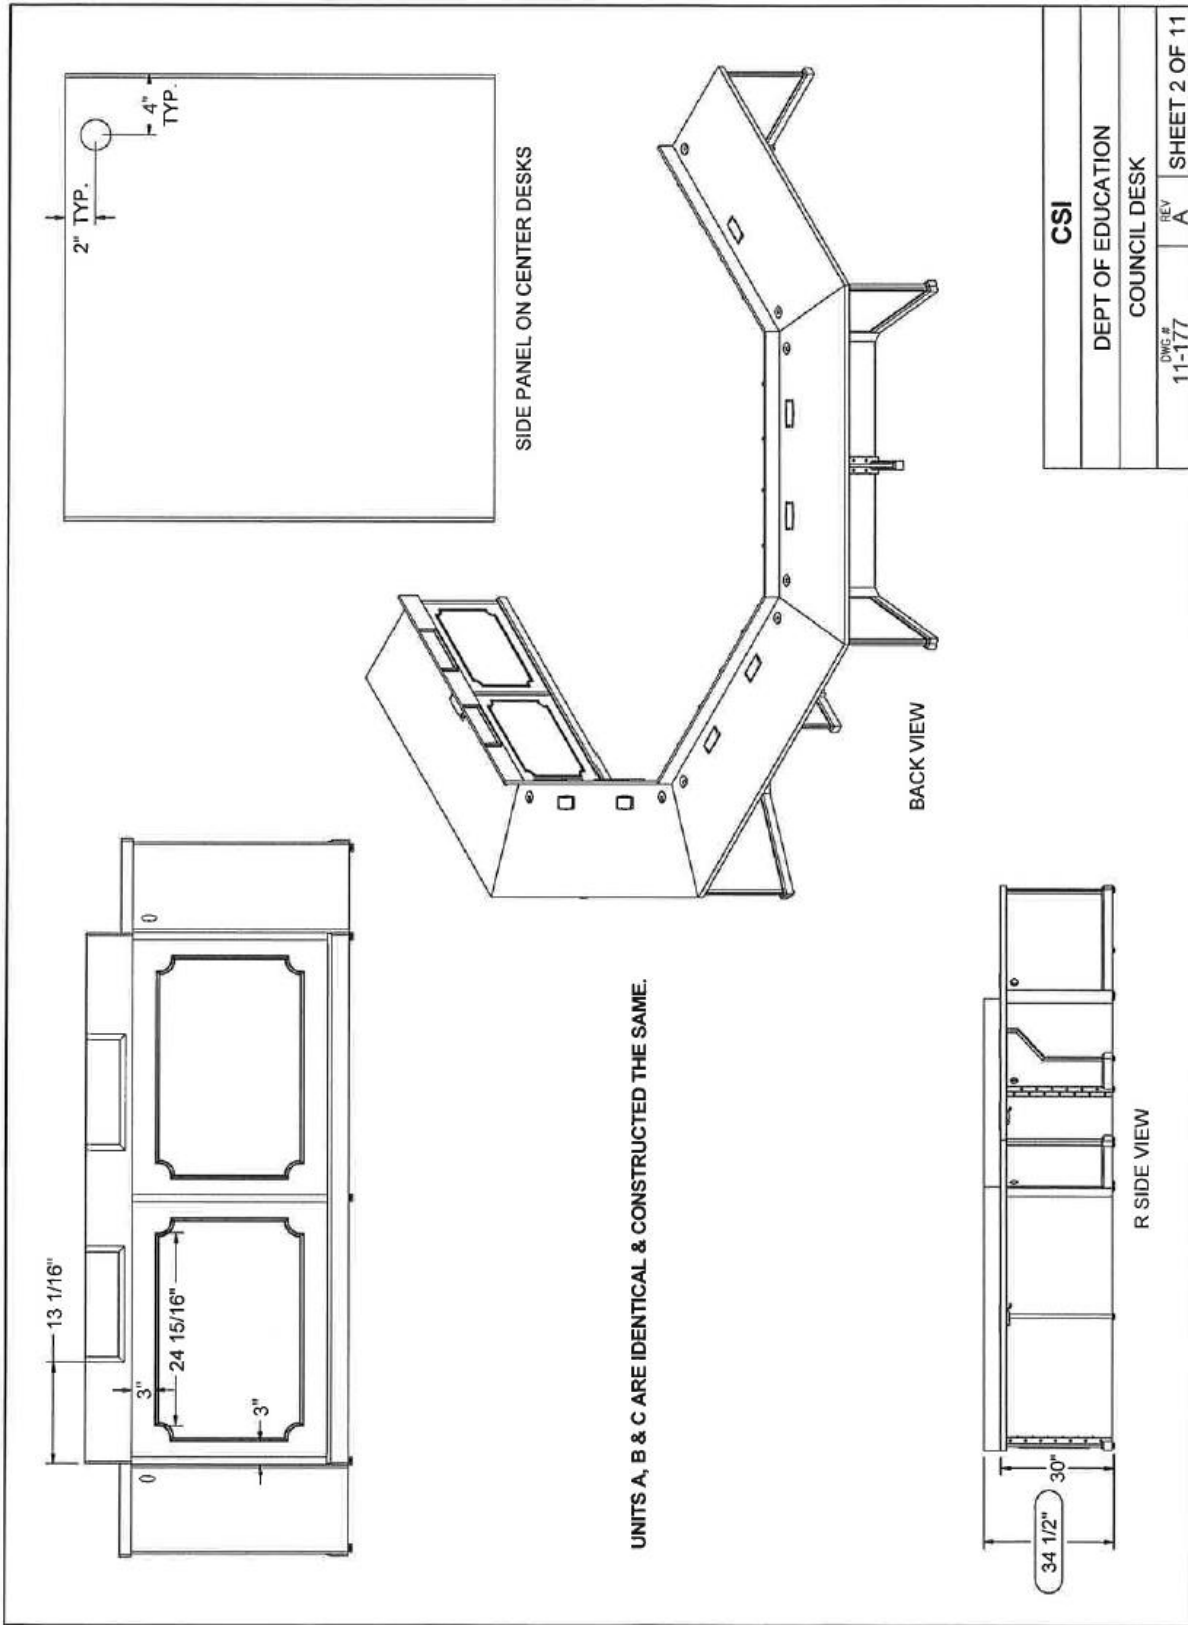 13 1/16"
3"
24 15/16"
3"
2" TYP.
4"
TYP.
SIDE PANEL ON CENTER DESKS
UNITS A, B & C ARE IDENTICAL & CONSTRUCTED THE SAME.
BACK VIEW
34 1/2"
30"
R SIDE VIEW
CSI
DEPT OF EDUCATION
COUNCIL DESK
DWG #
11-177
REV
A
SHEET 2 OF 11